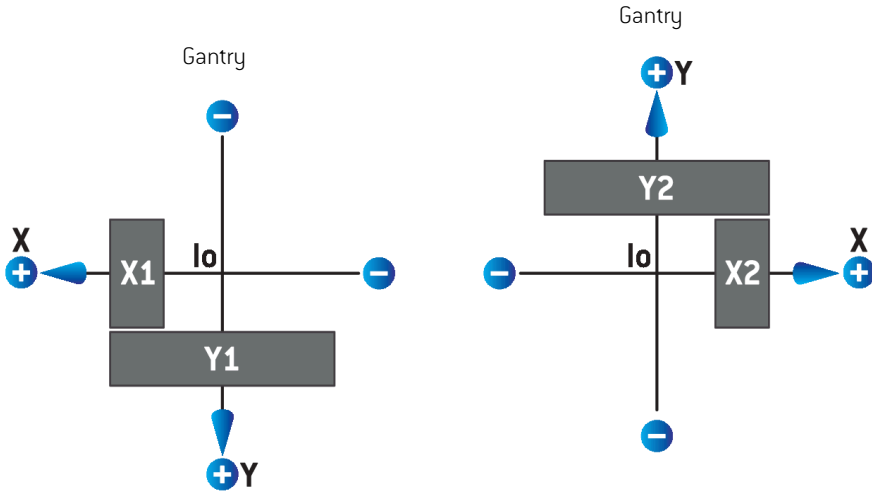 Gantry
−
X
+
X1
Io
−
Y1
+ Y
Gantry
+ Y
Y2
−
Io
X2
X
+
−